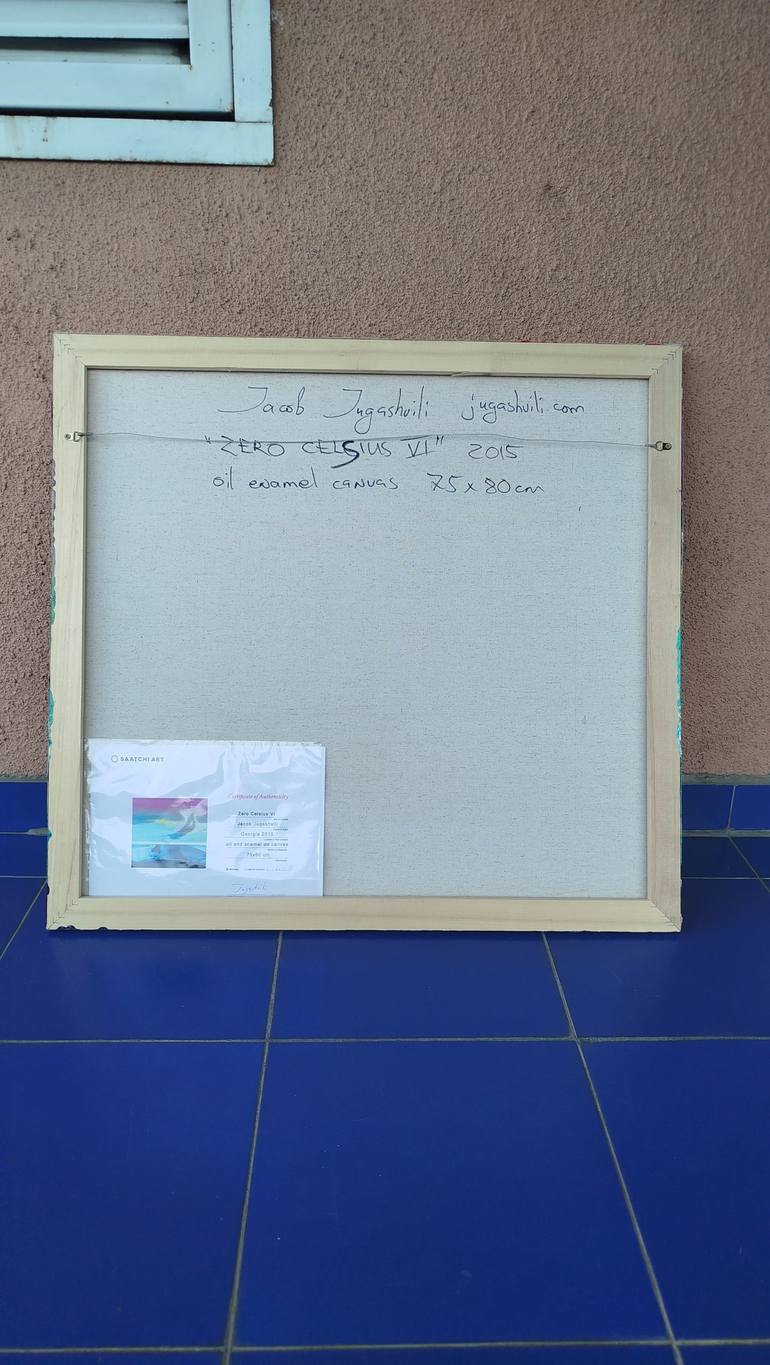 Jacob Jugashvili jugashvili.com
"ZERO CELSIUS VI" 2015
oil enamel canvas 75 x 80 cm
SAATCHI ART
Certificate of Authenticity
Zero Celsius VI
Jacob Jugashvili
Georgia 2015
oil and enamel on canvas
75x80 cm